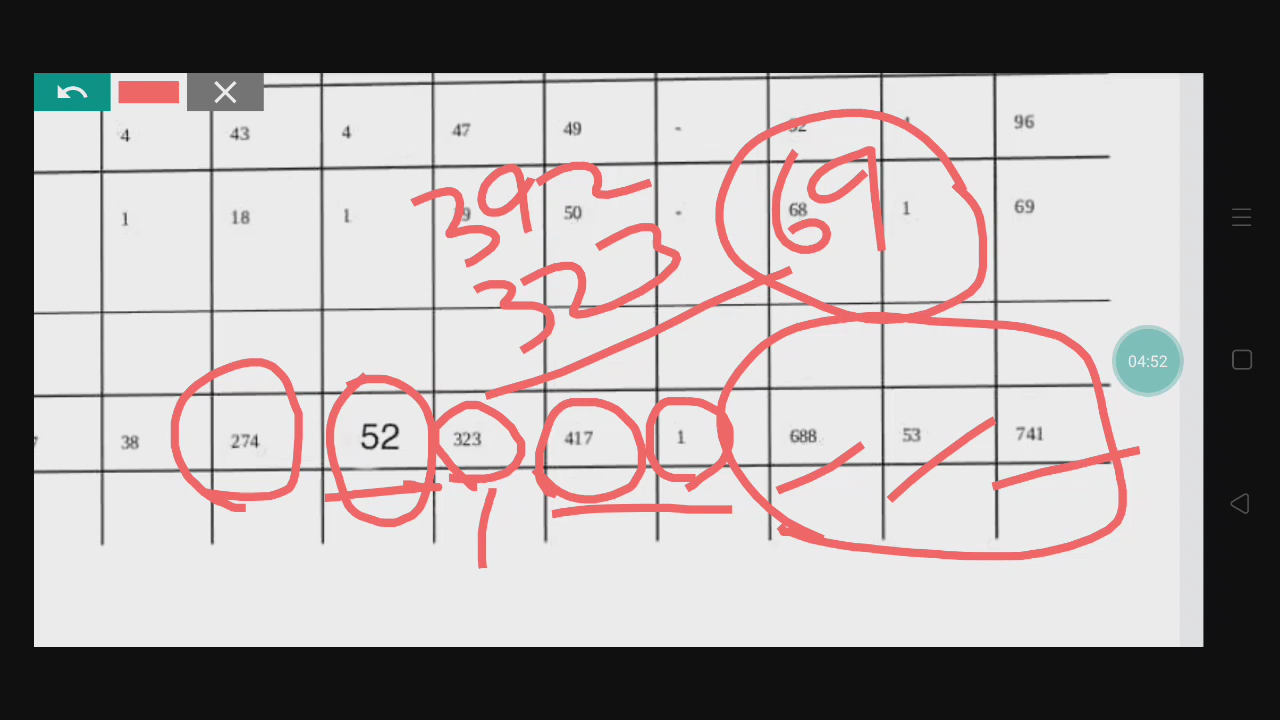 4 43 4 47 49 - 96
1 18 1 50 - 68 1 69
392
69
323
38 274 52 323 417 1 688 53 741
04:52